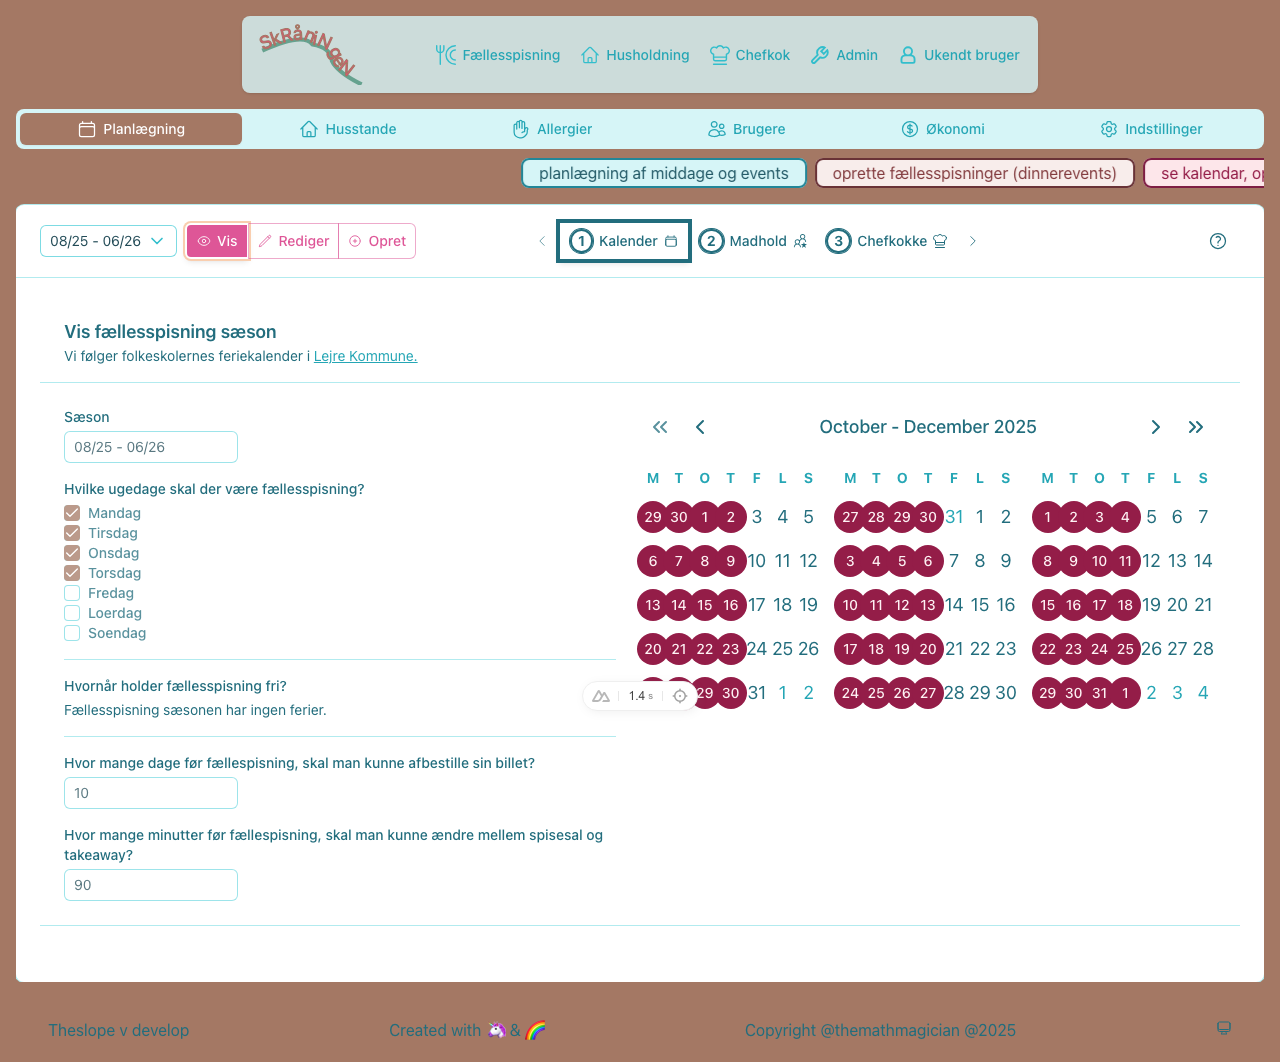 SkRåniNgeN
Fællesspisning Husholdning Chefkok Admin Ukendt bruger
Planlægning Husstande Allergier Brugere Økonomi Indstillinger
planlægning af middage og events oprette fællesspisninger (dinnerevents) se kalendar, op
08/25 - 06/26 Vis Rediger Opret 1 Kalender 2 Madhold 3 Chefkokke
Vis fællesspisning sæson
Vi følger folkeskolernes feriekalender i Lejre Kommune.
Sæson
08/25 - 06/26
Hvilke ugedage skal der være fællesspisning?
Mandag
Tirsdag
Onsdag
Torsdag
Fredag
Loerdag
Soendag
Hvornår holder fællesspisning fri?
Fællesspisning sæsonen har ingen ferier.
Hvor mange dage før fællespisning, skal man kunne afbestille sin billet?
10
Hvor mange minutter før fællespisning, skal man kunne ændre mellem spisesal og
takeaway?
90
October - December 2025
M T O T F L S M T O T F L S M T O T F L S
29 30 1 2 3 4 5 27 28 29 30 31 1 2 1 2 3 4 5 6 7
6 7 8 9 10 11 12 3 4 5 6 7 8 9 8 9 10 11 12 13 14
13 14 15 16 17 18 19 10 11 12 13 14 15 16 15 16 17 18 19 20 21
20 21 22 23 24 25 26 17 18 19 20 21 22 23 22 23 24 25 26 27 28
29 30 31 1 2 24 25 26 27 28 29 30 29 30 31 1 2 3 4
1.4 s
Theslope v develop Created with 🦄 & 🌈 Copyright @themathmagician @2025